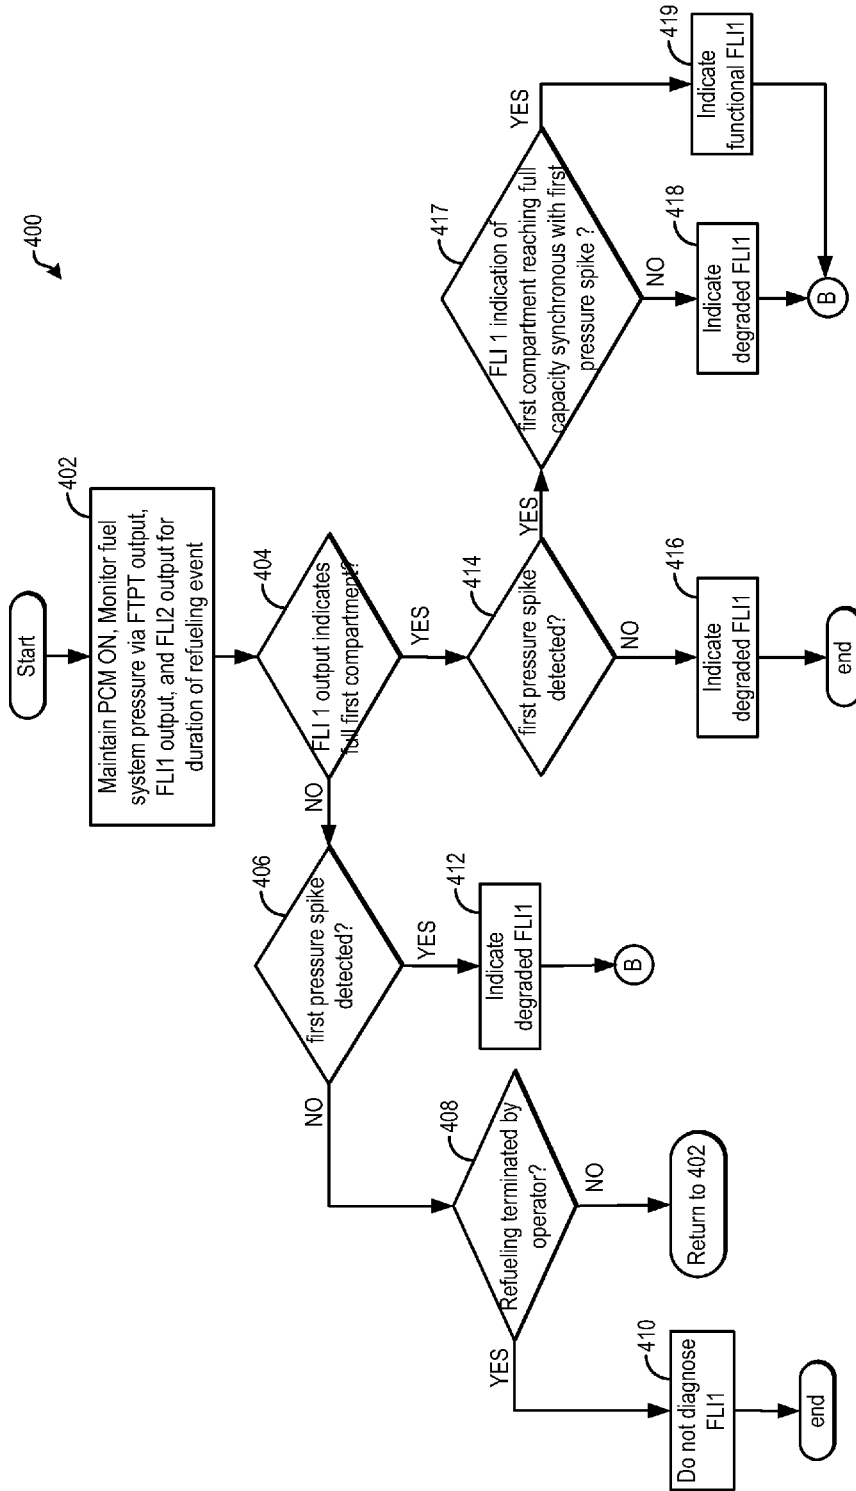 400
Start
402
Maintain PCM ON, Monitor fuel
system pressure via FTPT output,
FLI1 output, and FLI2 output for
duration of refueling event
404
FLI 1 output indicates
full first compartment?
NO
YES
406
first pressure spike
detected?
NO
YES
408
Refueling terminated by
operator?
YES
NO
410
Do not diagnose
FLI1
end
Return to 402
412
Indicate
degraded FLI1
B
414
first pressure spike
detected?
YES
NO
416
Indicate
degraded FLI1
end
417
FLI 1 indication of
first compartment reaching full
capacity synchronous with first
pressure spike ?
YES
NO
418
Indicate
degraded FLI1
419
Indicate
functional FLI1
B